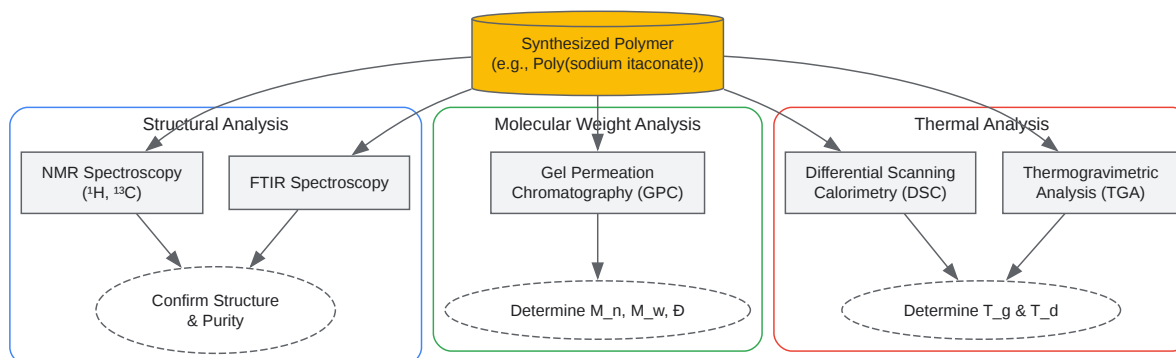 Synthesized Polymer
(e.g., Poly(sodium itaconate))
Structural Analysis
Molecular Weight Analysis
Thermal Analysis
NMR Spectroscopy
(¹H, ¹³C)
FTIR Spectroscopy
Gel Permeation
Chromatography (GPC)
Differential Scanning
Calorimetry (DSC)
Thermogravimetric
Analysis (TGA)
Confirm Structure
& Purity
Determine M_n, M_w, Đ
Determine T_g & T_d